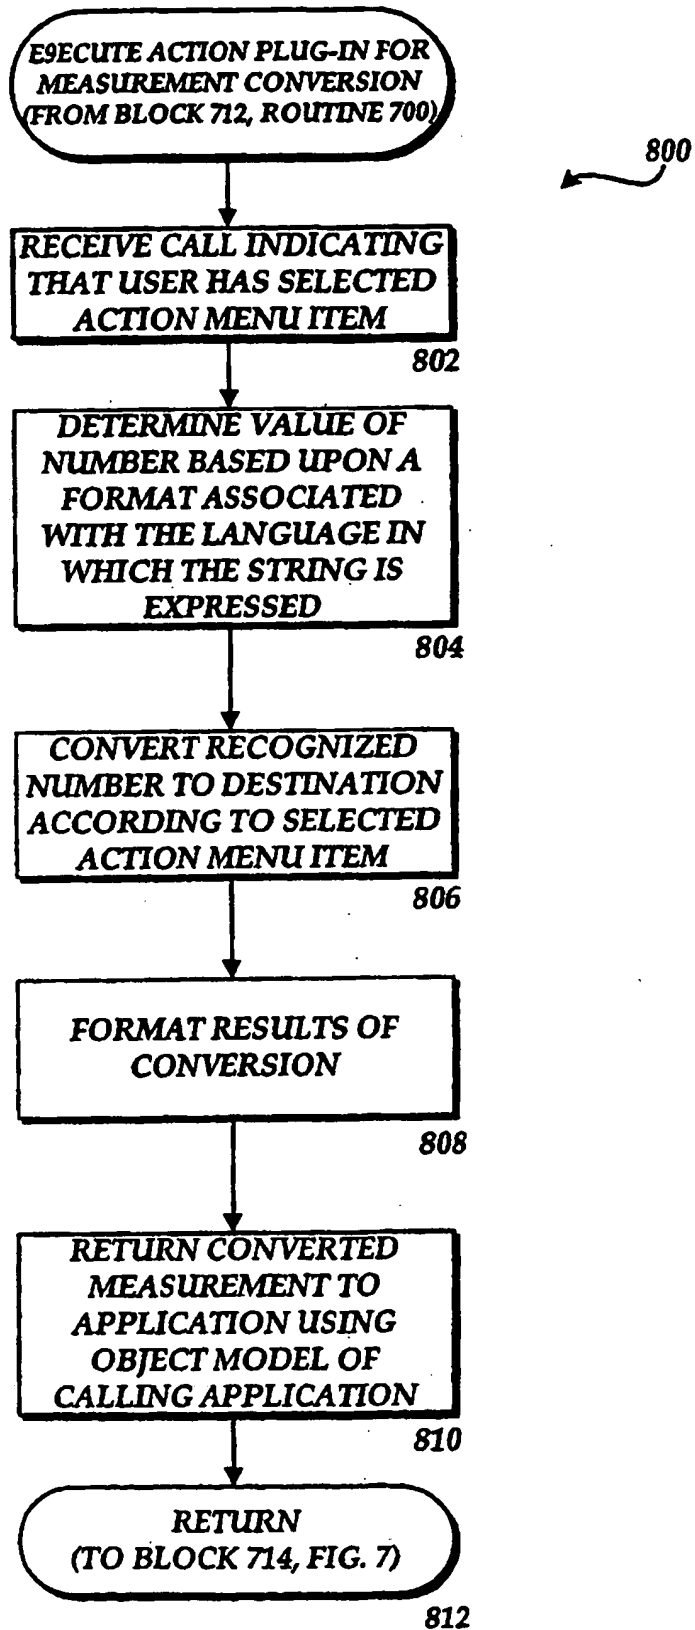 E9ECUTE ACTION PLUG-IN FOR
MEASUREMENT CONVERSION
(FROM BLOCK 712, ROUTINE 700)
800
RECEIVE CALL INDICATING
THAT USER HAS SELECTED
ACTION MENU ITEM
802
DETERMINE VALUE OF
NUMBER BASED UPON A
FORMAT ASSOCIATED
WITH THE LANGUAGE IN
WHICH THE STRING IS
EXPRESSED
804
CONVERT RECOGNIZED
NUMBER TO DESTINATION
ACCORDING TO SELECTED
ACTION MENU ITEM
806
FORMAT RESULTS OF
CONVERSION
808
RETURN CONVERTED
MEASUREMENT TO
APPLICATION USING
OBJECT MODEL OF
CALLING APPLICATION
810
RETURN
(TO BLOCK 714, FIG. 7)
812